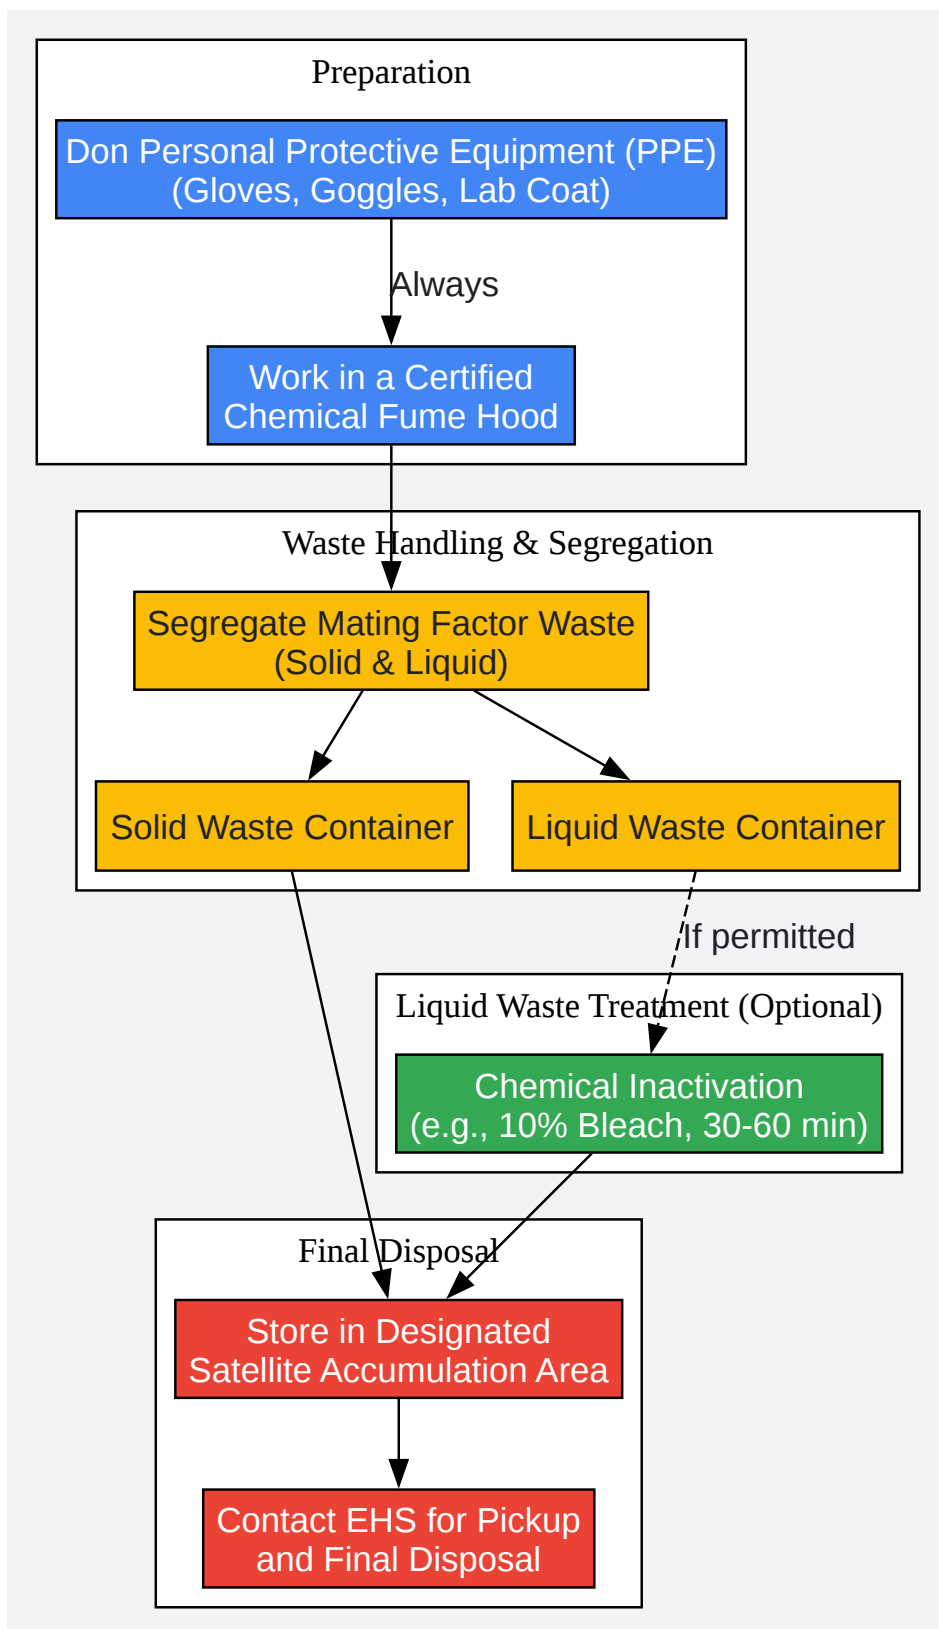 Preparation
Don Personal Protective Equipment (PPE)
(Gloves, Goggles, Lab Coat)
Always
Work in a Certified
Chemical Fume Hood
Waste Handling & Segregation
Segregate Mating Factor Waste
(Solid & Liquid)
Solid Waste Container
Liquid Waste Container
If permitted
Liquid Waste Treatment (Optional)
Chemical Inactivation
(e.g., 10% Bleach, 30-60 min)
Final Disposal
Store in Designated
Satellite Accumulation Area
Contact EHS for Pickup
and Final Disposal